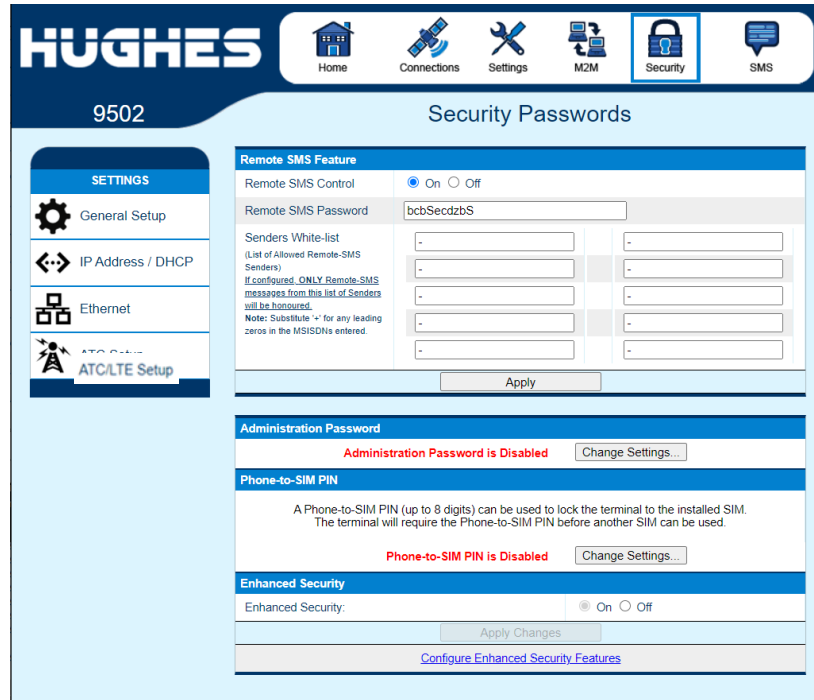 HUGHES
Home
Connections
Settings
M2M
Security
SMS
9502
Security Passwords
SETTINGS
General Setup
IP Address / DHCP
Ethernet
ATC/LTE Setup
Remote SMS Feature
Remote SMS Control
On
Off
Remote SMS Password
bcbSecdzbS
Senders White-list
(List of Allowed Remote-SMS
Senders)
If configured, ONLY Remote-SMS
messages from this list of Senders
will be honoured.
Note: Substitute '+' for any leading
zeros in the MSISDNs entered.
- -
- -
- -
- -
- -
Apply
Administration Password
Administration Password is Disabled
Change Settings...
Phone-to-SIM PIN
A Phone-to-SIM PIN (up to 8 digits) can be used to lock the terminal to the installed SIM.
The terminal will require the Phone-to-SIM PIN before another SIM can be used.
Phone-to-SIM PIN is Disabled
Change Settings...
Enhanced Security
Enhanced Security:
On
Off
Apply Changes
Configure Enhanced Security Features